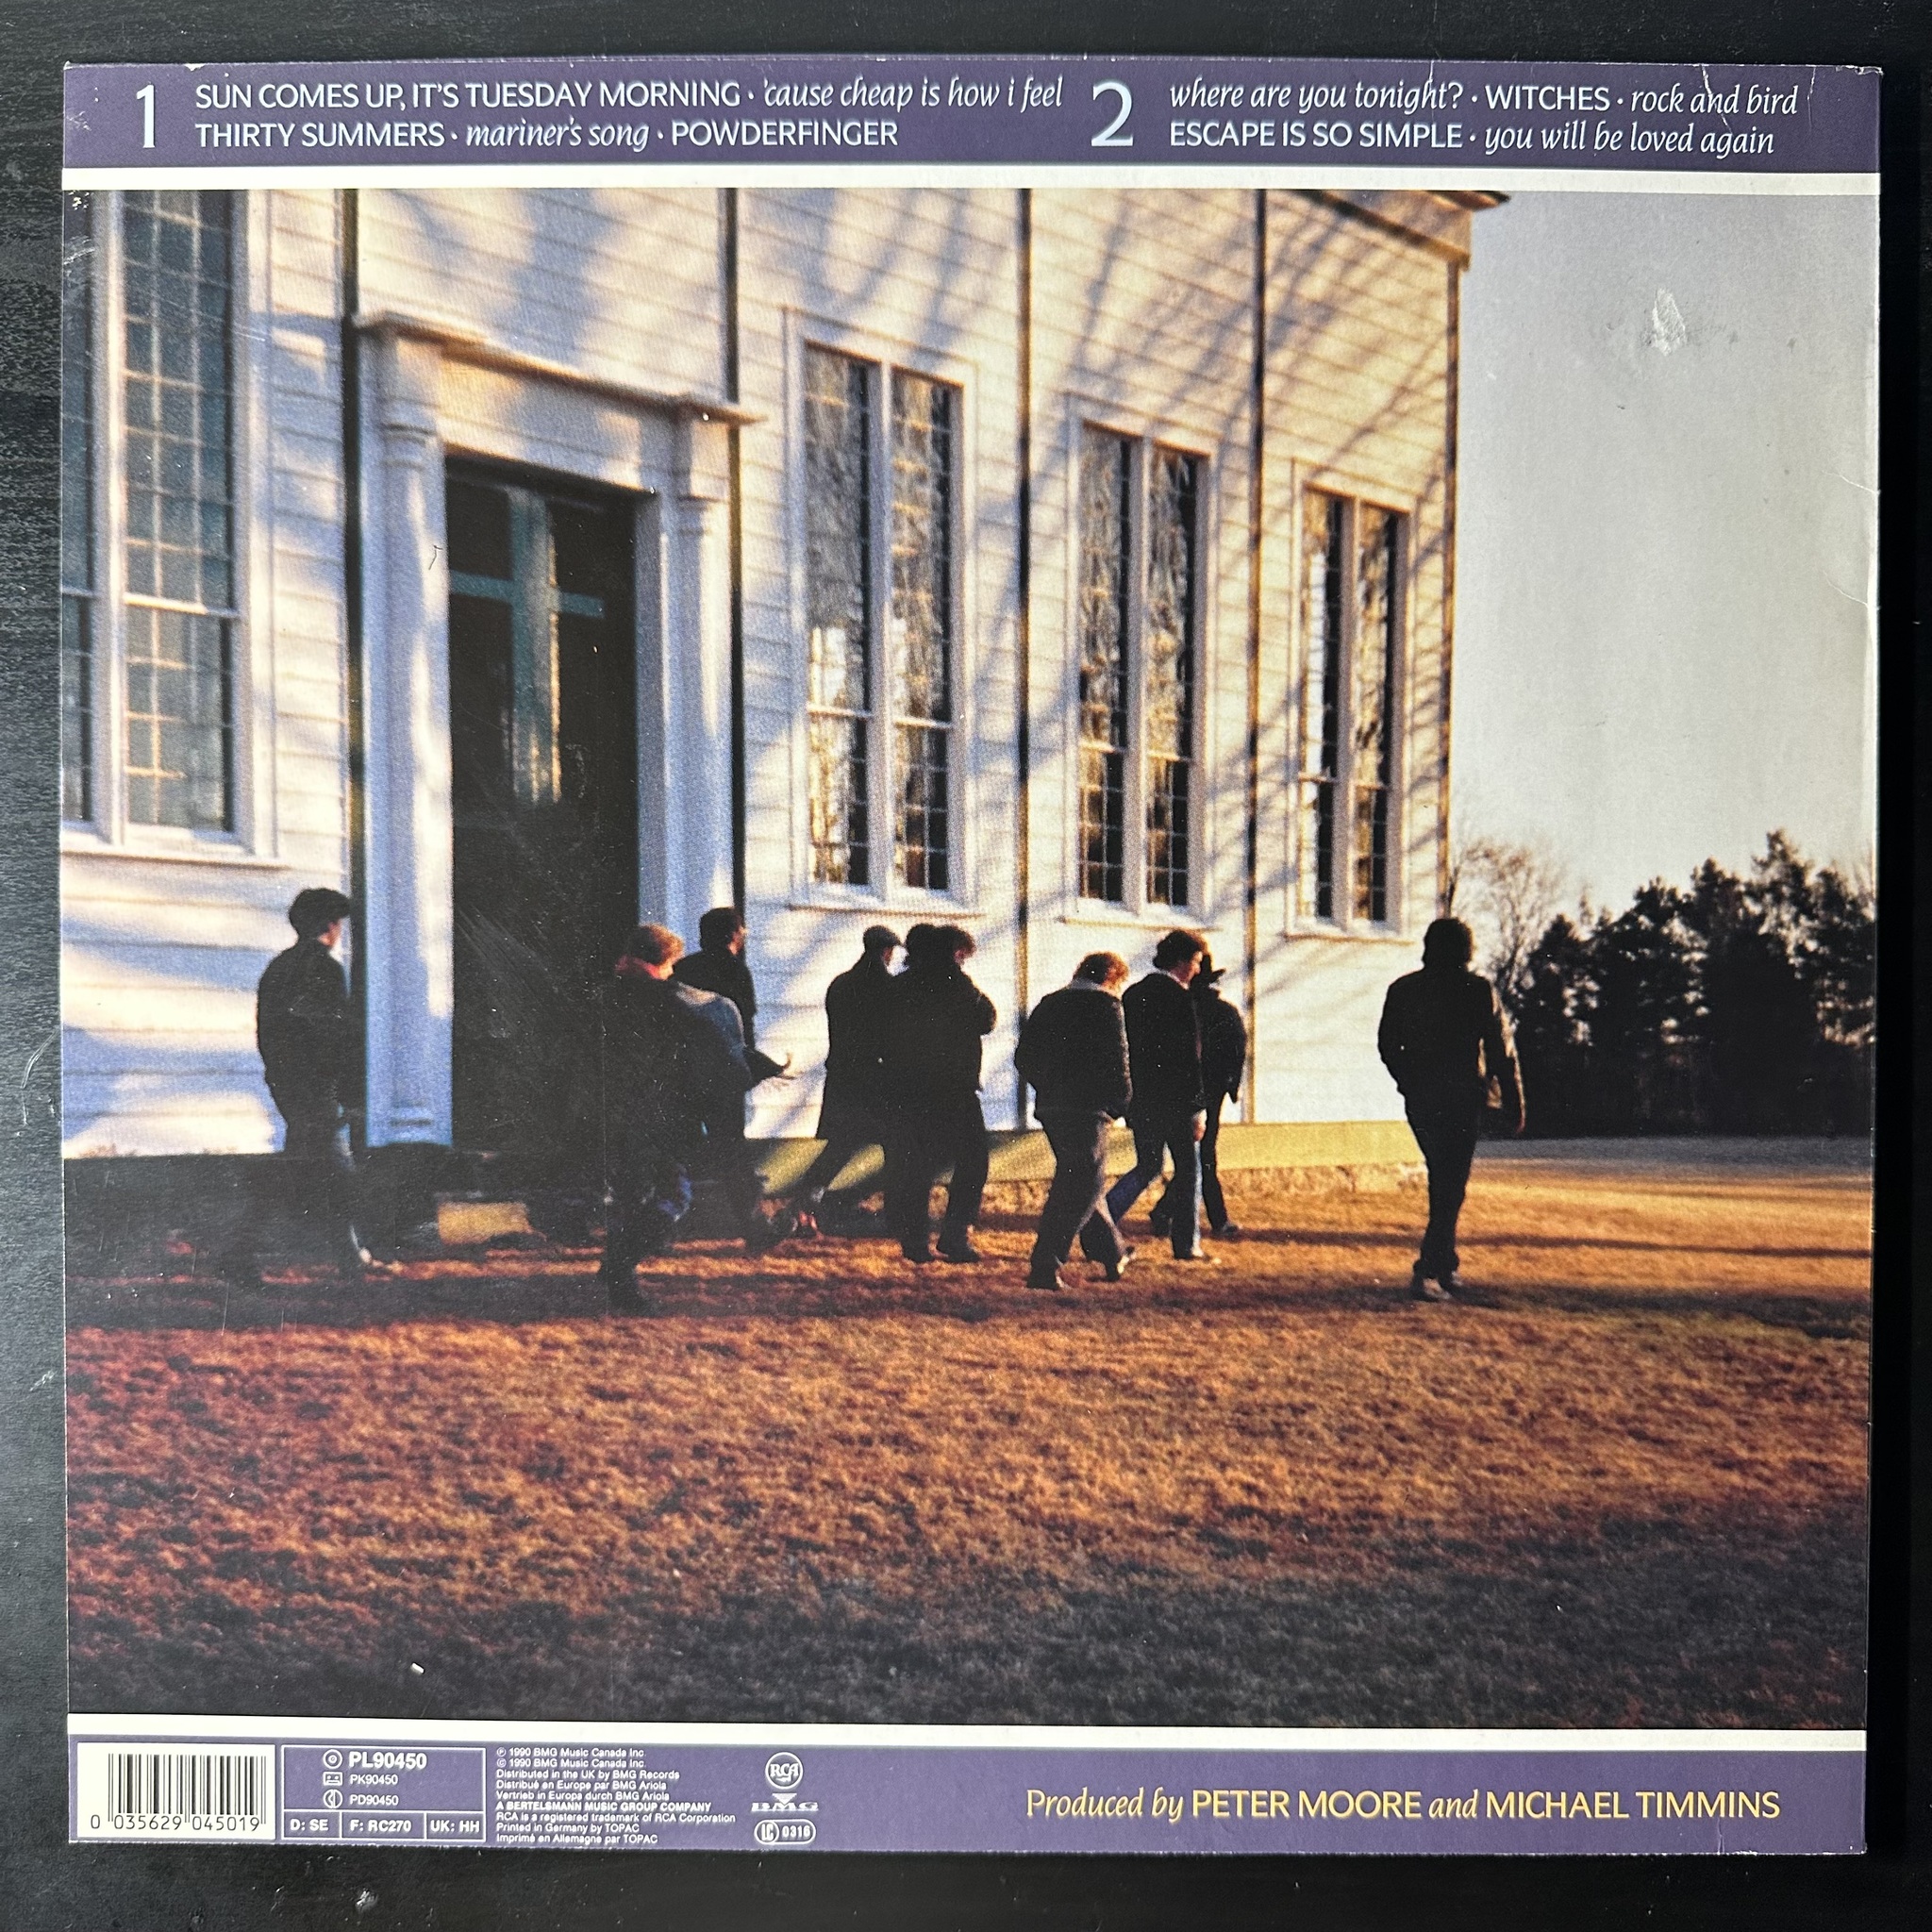 1
SUN COMES UP, IT'S TUESDAY MORNING · 'cause cheap is how i feel
THIRTY SUMMERS · mariner's song · POWDERFINGER
2
where are you tonight? · WITCHES · rock and bird
ESCAPE IS SO SIMPLE · you will be loved again
0 035629 045019
PL90450
PK90450
PD90450
D: SE F: RC270 UK: HH
℗ 1990 BMG Music Canada Inc.
© 1990 BMG Music Canada Inc.
Distributed in the UK by BMG Records
Distribué en Europe par BMG Ariola
Vertrieb in Europa durch BMG Ariola
A BERTELSMANN MUSIC GROUP COMPANY
RCA is a registered trademark of RCA Corporation
Printed in Germany by TOPAC
Imprimé en Allemagne par TOPAC
RCA
BMG
LC 0316
Produced by PETER MOORE and MICHAEL TIMMINS